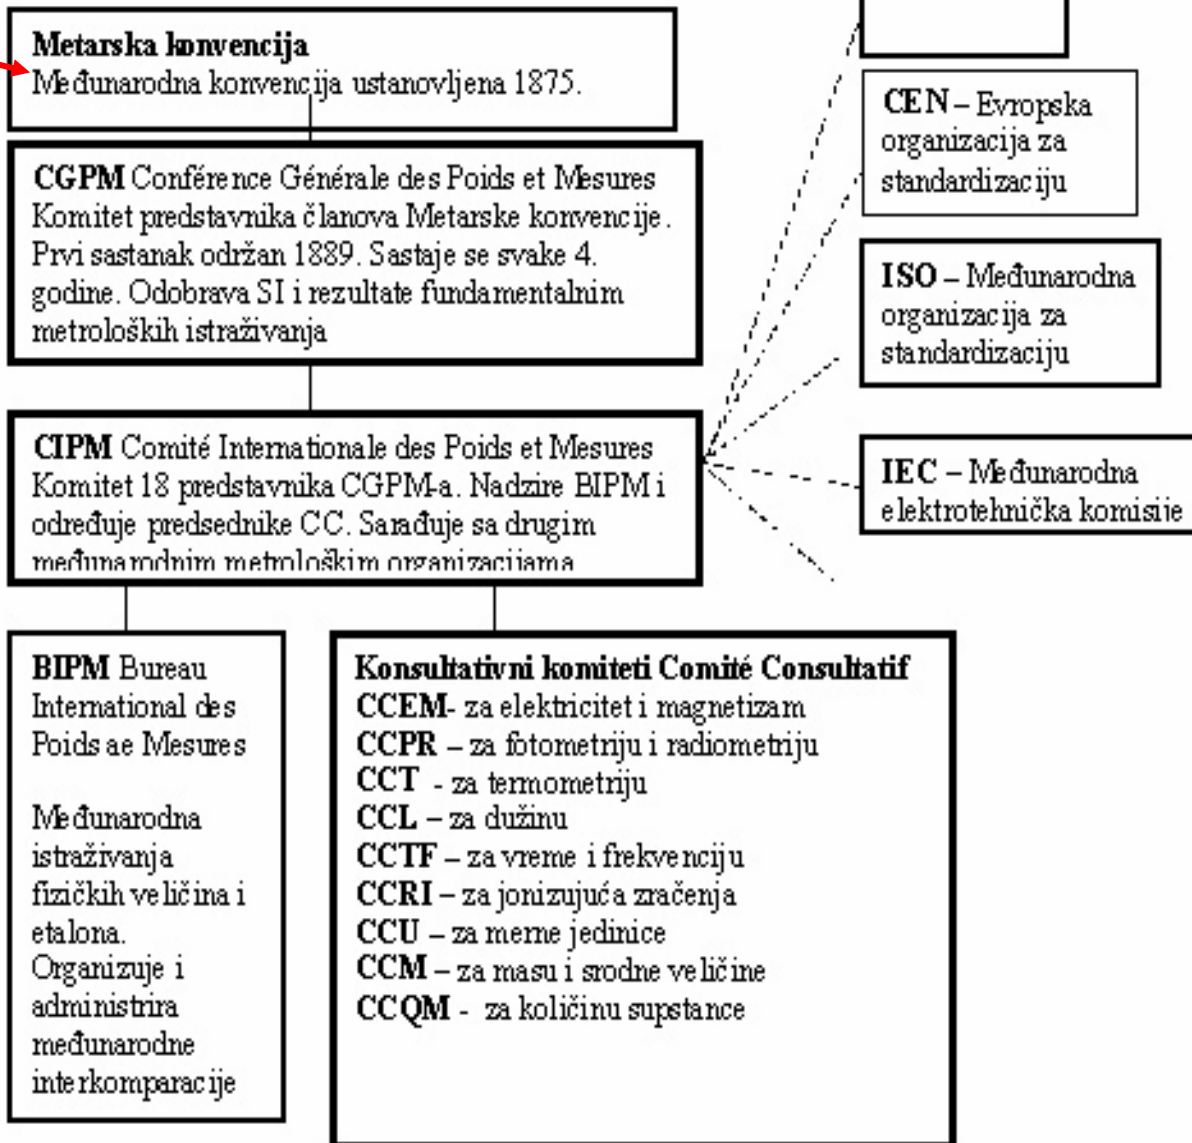 Metarska konvencija
Međunarodna konvencija ustanovljena 1875.
CGPM Conférence Générale des Poids et Mesures
Komitet predstavnika članova Metarske konvencije.
Prvi sastanak održan 1889. Sastaje se svake 4.
godine. Odobrava SI i rezultate fundamentalnim
metroloških istraživanja
CIPM Comité Internationale des Poids et Mesures
Komitet 18 predstavnika CGPM-a. Nadzire BIPM i
određuje predsednike CC. Sarađuje sa drugim
međunarodnim metrološkim organizacijama
BIPM Bureau
International des
Poids ae Mesures
Međunarodna
istraživanja
fizičkih veličina i
etalona.
Organizuje i
administrira
međunarodne
interkomparacije
Konsultativni komiteti Comité Consultatif
CCEM- za elektricitet i magnetizam
CCPR – za fotometriju i radiometriju
CCT - za termometriju
CCL – za dužinu
CCTF – za vreme i frekvenciju
CCRI – za jonizujuća zračenja
CCU – za merne jedinice
CCM – za masu i srodne veličine
CCQM - za količinu supstance
CEN – Evropska
organizacija za
standardizaciju
ISO – Međunarodna
organizacija za
standardizaciju
IEC – Međunarodna
elektrotehnička komisije